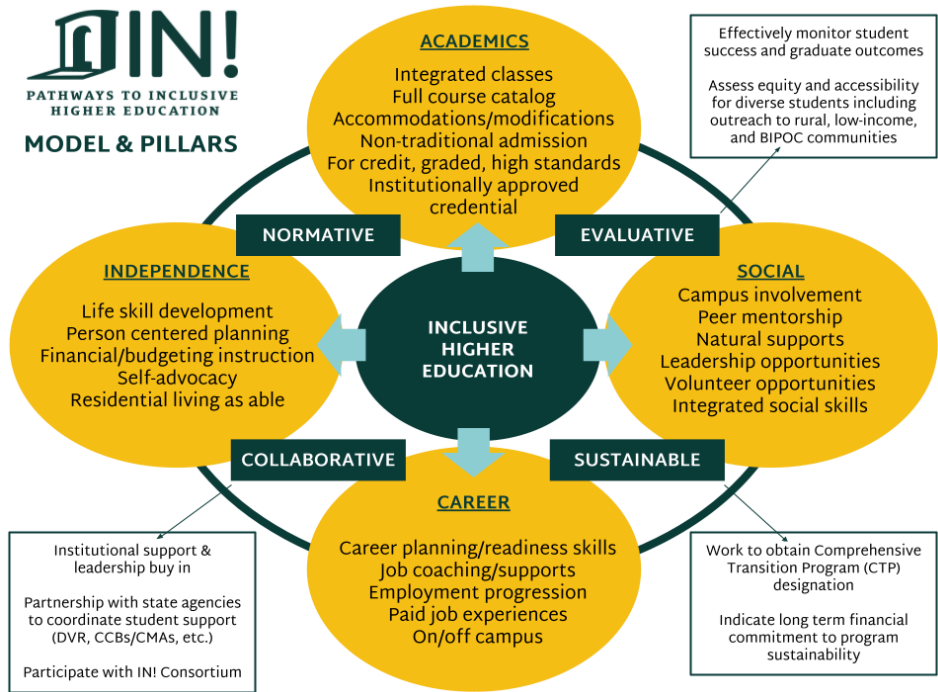 IN!
PATHWAYS TO INCLUSIVE
HIGHER EDUCATION
MODEL & PILLARS
ACADEMICS
Integrated classes
Full course catalog
Accommodations/modifications
Non-traditional admission
For credit, graded, high standards
Institutionally approved
credential
Effectively monitor student
success and graduate outcomes
Assess equity and accessibility
for diverse students including
outreach to rural, low-income,
and BIPOC communities
NORMATIVE
EVALUATIVE
INDEPENDENCE
Life skill development
Person centered planning
Financial/budgeting instruction
Self-advocacy
Residential living as able
INCLUSIVE
HIGHER
EDUCATION
SOCIAL
Campus involvement
Peer mentorship
Natural supports
Leadership opportunities
Volunteer opportunities
Integrated social skills
COLLABORATIVE
SUSTAINABLE
CAREER
Career planning/readiness skills
Job coaching/supports
Employment progression
Paid job experiences
On/off campus
Institutional support &
leadership buy in
Partnership with state agencies
to coordinate student support
(DVR, CCBs/CMAs, etc.)
Participate with IN! Consortium
Work to obtain Comprehensive
Transition Program (CTP)
designation
Indicate long term financial
commitment to program
sustainability